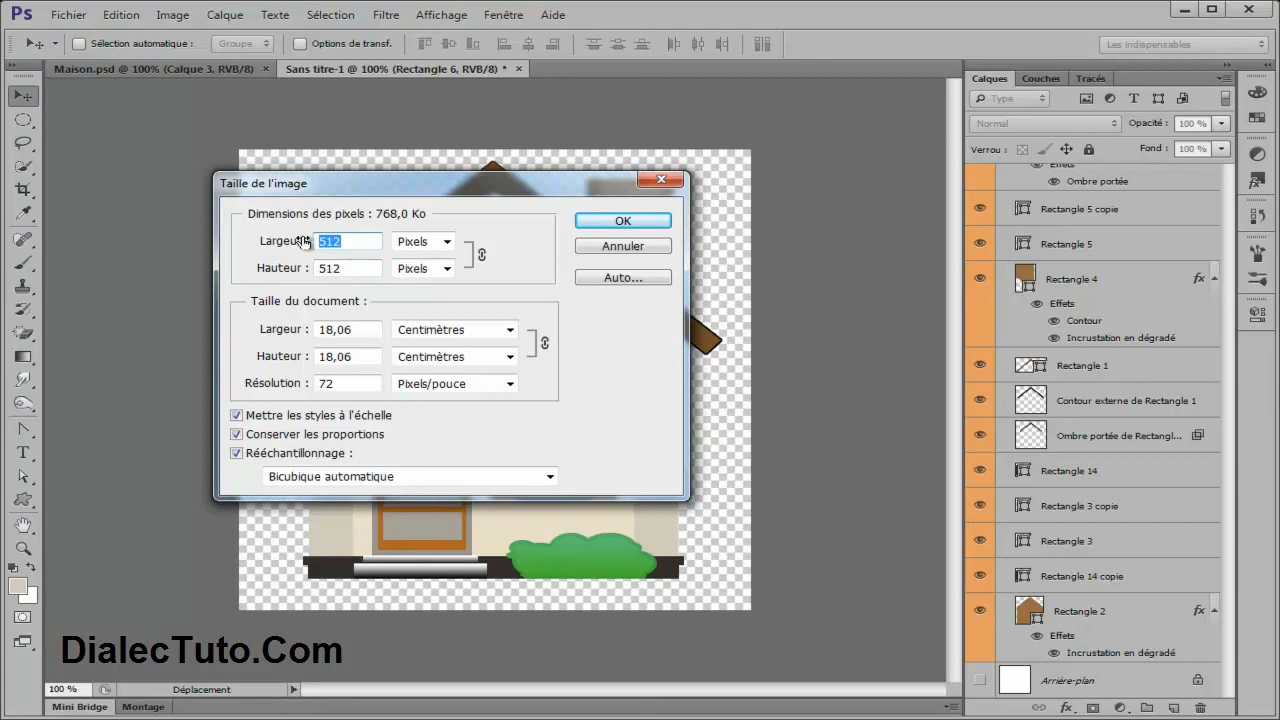 Ps Fichier Edition Image Calque Texte Sélection Filtre Affichage Fenêtre Aide
Sélection automatique : Groupe Options de transf. Les indispensables
Maison.psd @ 100% (Calque 3, RVB/8) × Sans titre-1 @ 100% (Rectangle 6, RVB/8) * ×
Calques Couches Tracés
Type
Normal Opacité : 100 %
Verrou : Fond : 100 %
Effets
Ombre portée
Rectangle 5 copie
Rectangle 5
Rectangle 4 fx
Effets
Contour
Incrustation en dégradé
Rectangle 1
Contour externe de Rectangle 1
Ombre portée de Rectangl...
Rectangle 14
Rectangle 3 copie
Rectangle 3
Rectangle 14 copie
Rectangle 2 fx
Effets
Incrustation en dégradé
Arrière-plan
Taille de l'image
Dimensions des pixels : 768,0 Ko
Largeur : 512 Pixels
Hauteur : 512 Pixels
OK
Annuler
Auto...
Taille du document :
Largeur : 18,06 Centimètres
Hauteur : 18,06 Centimètres
Résolution : 72 Pixels/pouce
Mettre les styles à l'échelle
Conserver les proportions
Rééchantillonnage :
Bicubique automatique
DialecTuto.Com
100 % Déplacement
Mini Bridge Montage